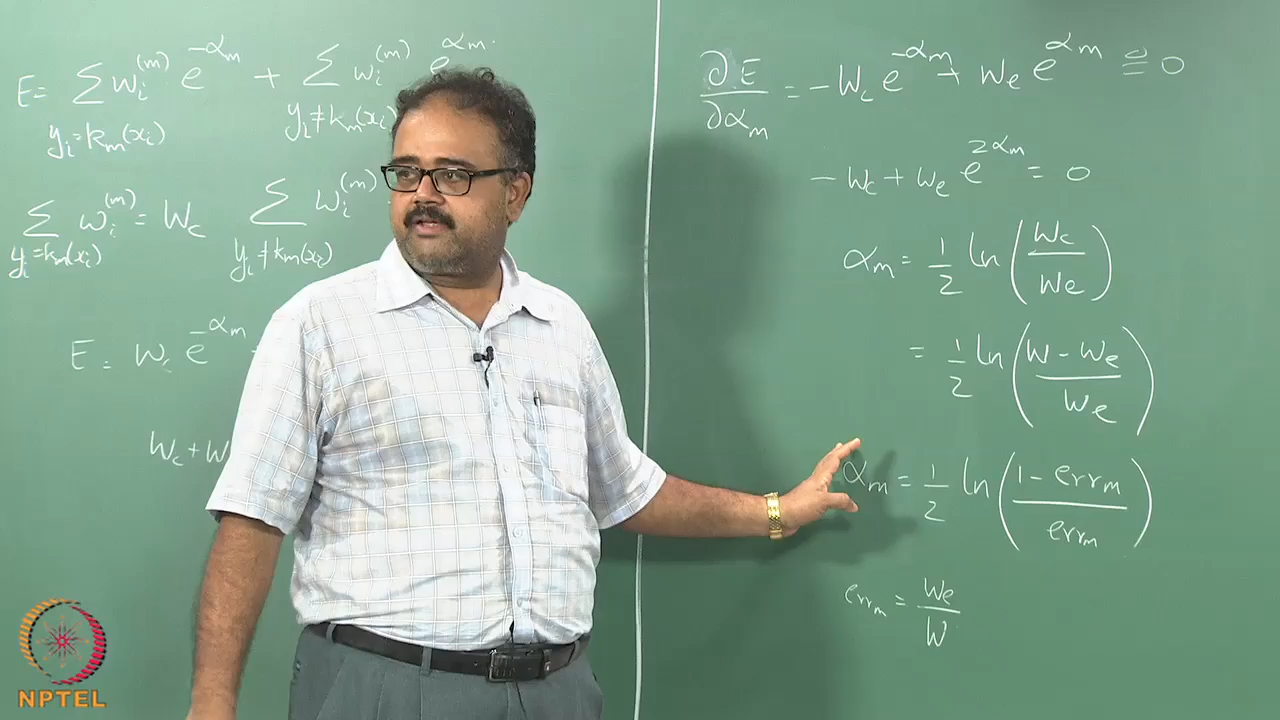 E = ∑ w_i^(m) e^{-α_m} + ∑ w_i^(m) e^{α_m}
y_i = k_m(x_i) y_i ≠ k_m(x_i)
∑ w_i^(m) = W_c ∑ w_i^(m)
y_i = k_m(x_i) y_i ≠ k_m(x_i)
E = W_c e^{-α_m}
W_c + W
∂E/∂α_m = -W_c e^{-α_m} + W_e e^{α_m} ≅ 0
-W_c + W_e e^{2α_m} = 0
α_m = 1/2 ln (W_c/W_e)
= 1/2 ln (W - W_e / W_e)
α_m = 1/2 ln (1 - err_m / err_m)
err_m = W_e/W
NPTEL